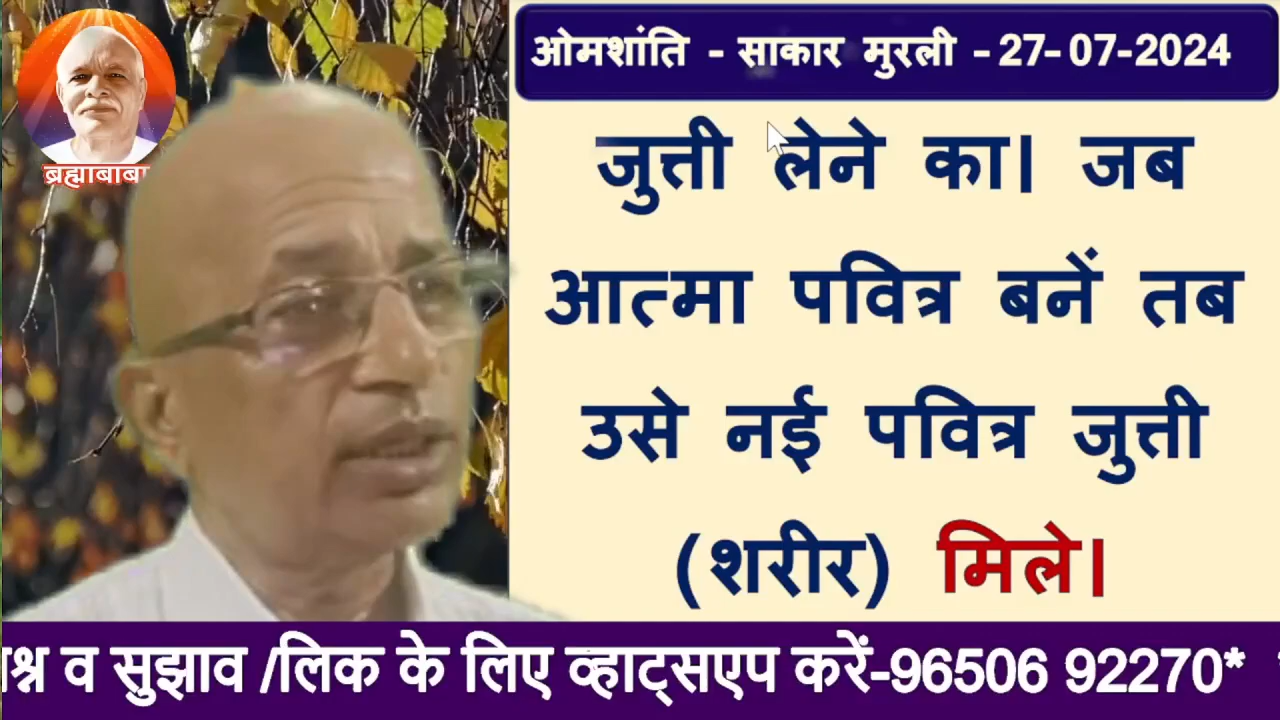 ब्रह्माबाबा
ओमशांति - साकार मुरली - 27- 07-2024
जुत्ती लेने का। जब
आत्मा पवित्र बनें तब
उसे नई पवित्र जुत्ती
(शरीर) मिले।
व सुझाव /लिक के लिए व्हाट्सएप करें-96506 92270*